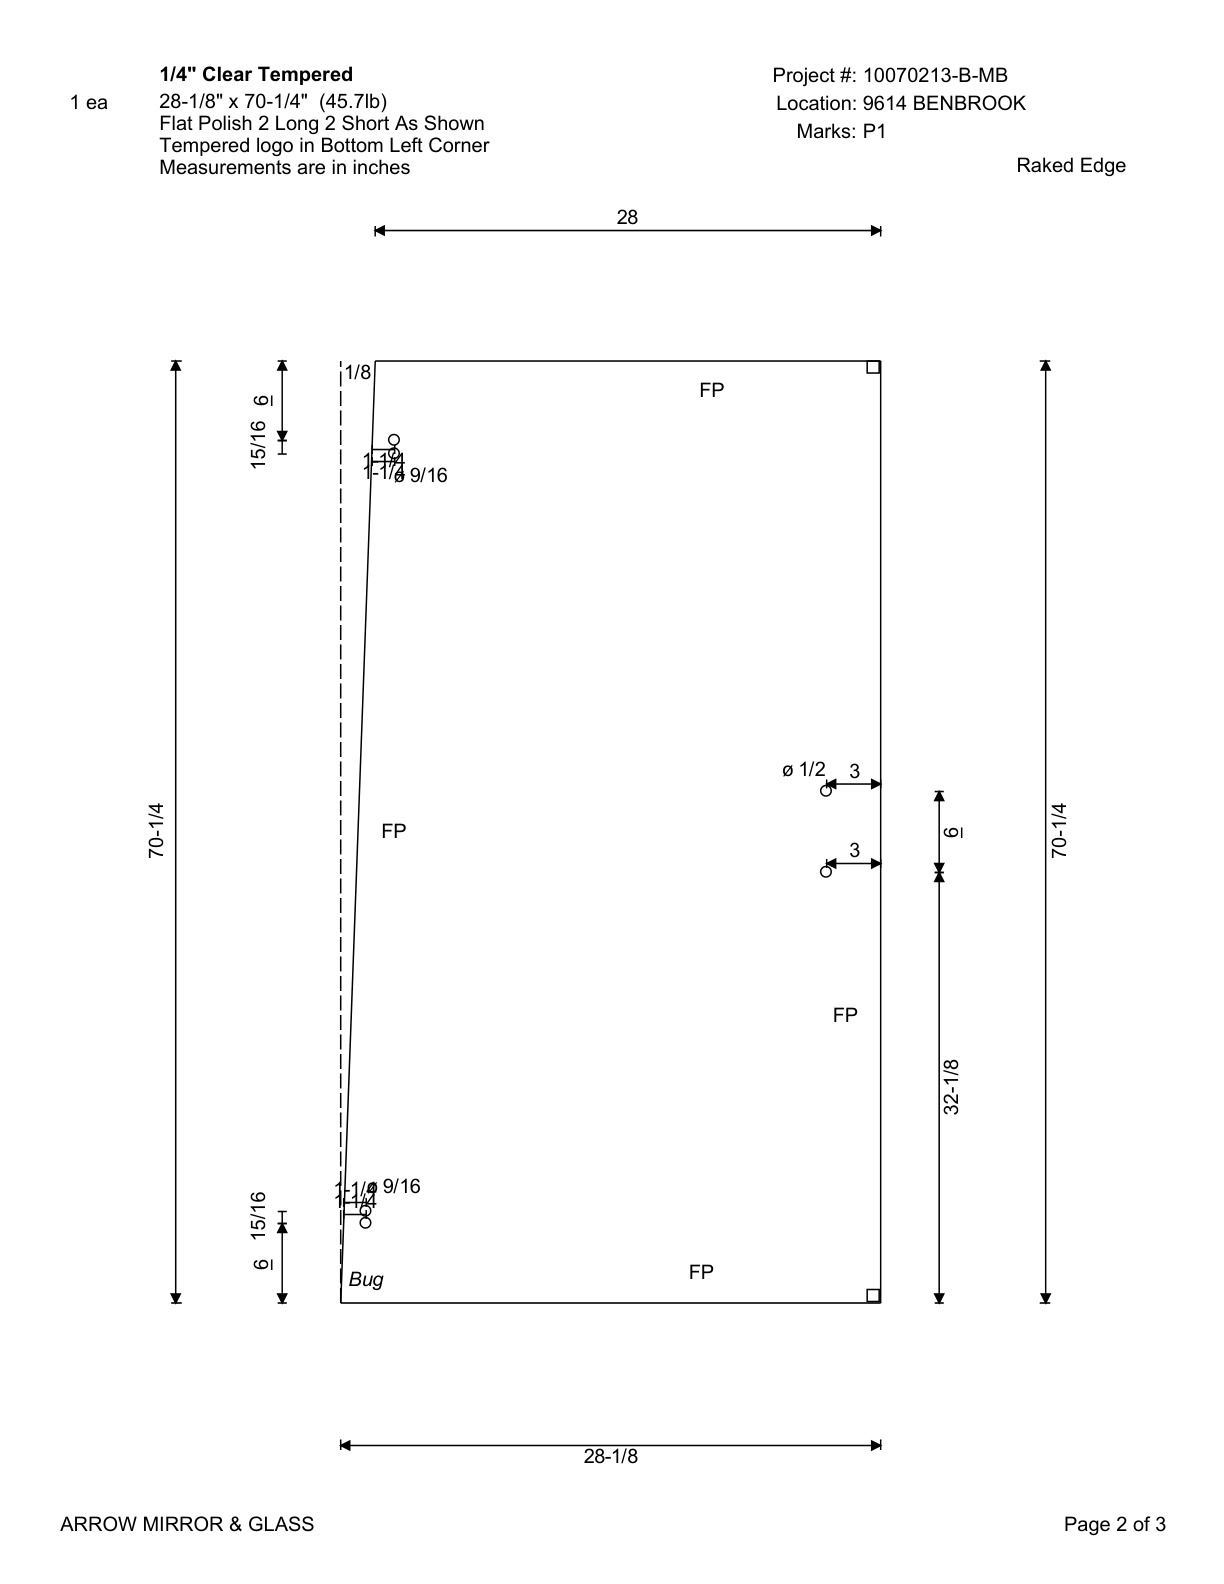 1/4" Clear Tempered
1 ea
28-1/8" x 70-1/4" (45.7lb)
Flat Polish 2 Long 2 Short As Shown
Tempered logo in Bottom Left Corner
Measurements are in inches
Project #: 10070213-B-MB
Location: 9614 BENBROOK
Marks: P1
Raked Edge
28
1/8
FP
6
15/16
1-1/4
1-1/4
ø 9/16
ø 1/2
3
70-1/4
FP
6
70-1/4
3
FP
32-1/8
15/16
1-1/4
ø 9/16
1-1/4
6
Bug
FP
28-1/8
ARROW MIRROR & GLASS
Page 2 of 3